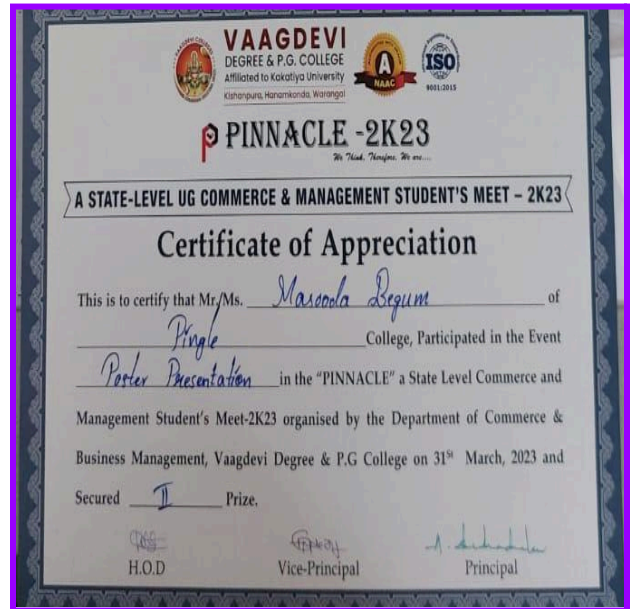 VAAGDEVI
DEGREE & P.G. COLLEGE
Affiliated to Kakatiya University
Kishanpura, Hanamkonda, Warangal
A
NAAC
ISO
9001:2015
PINNACLE -2K23
We Think, Therefore, We are....
A STATE-LEVEL UG COMMERCE & MANAGEMENT STUDENT'S MEET – 2K23
Certificate of Appreciation
This is to certify that Mr./Ms. Masooda Begum of
Pingle College, Participated in the Event
Poster Presentation in the "PINNACLE" a State Level Commerce and
Management Student's Meet-2K23 organised by the Department of Commerce &
Business Management, Vaagdevi Degree & P.G College on 31st March, 2023 and
Secured II Prize.
H.O.D Vice-Principal Principal